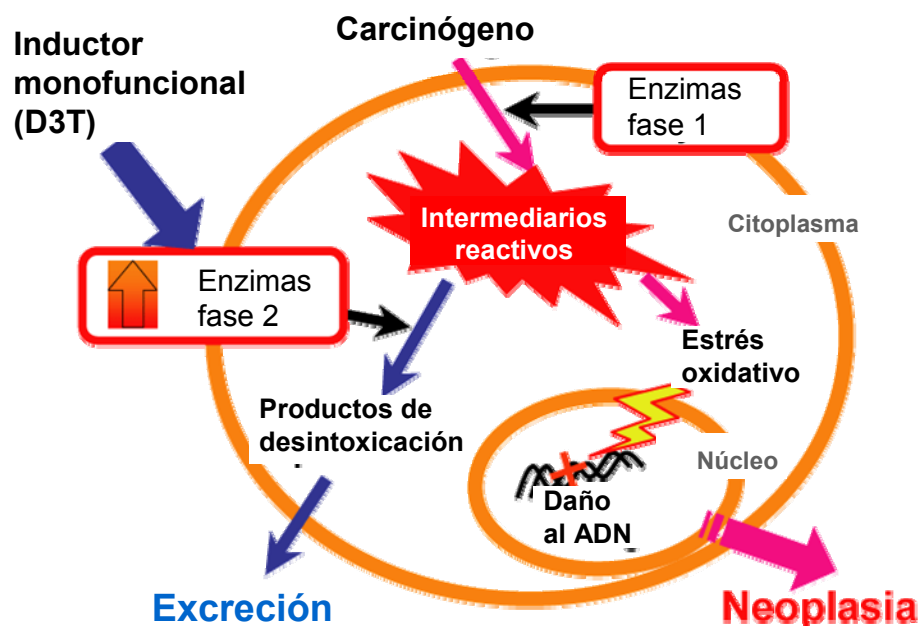 Inductor
monofuncional
(D3T)
Carcinógeno
Enzimas
fase 1
Intermediarios
reactivos
Citoplasma
Enzimas
fase 2
Estrés
oxidativo
Productos de
desintoxicación
Núcleo
Daño
al ADN
Excreción
Neoplasia